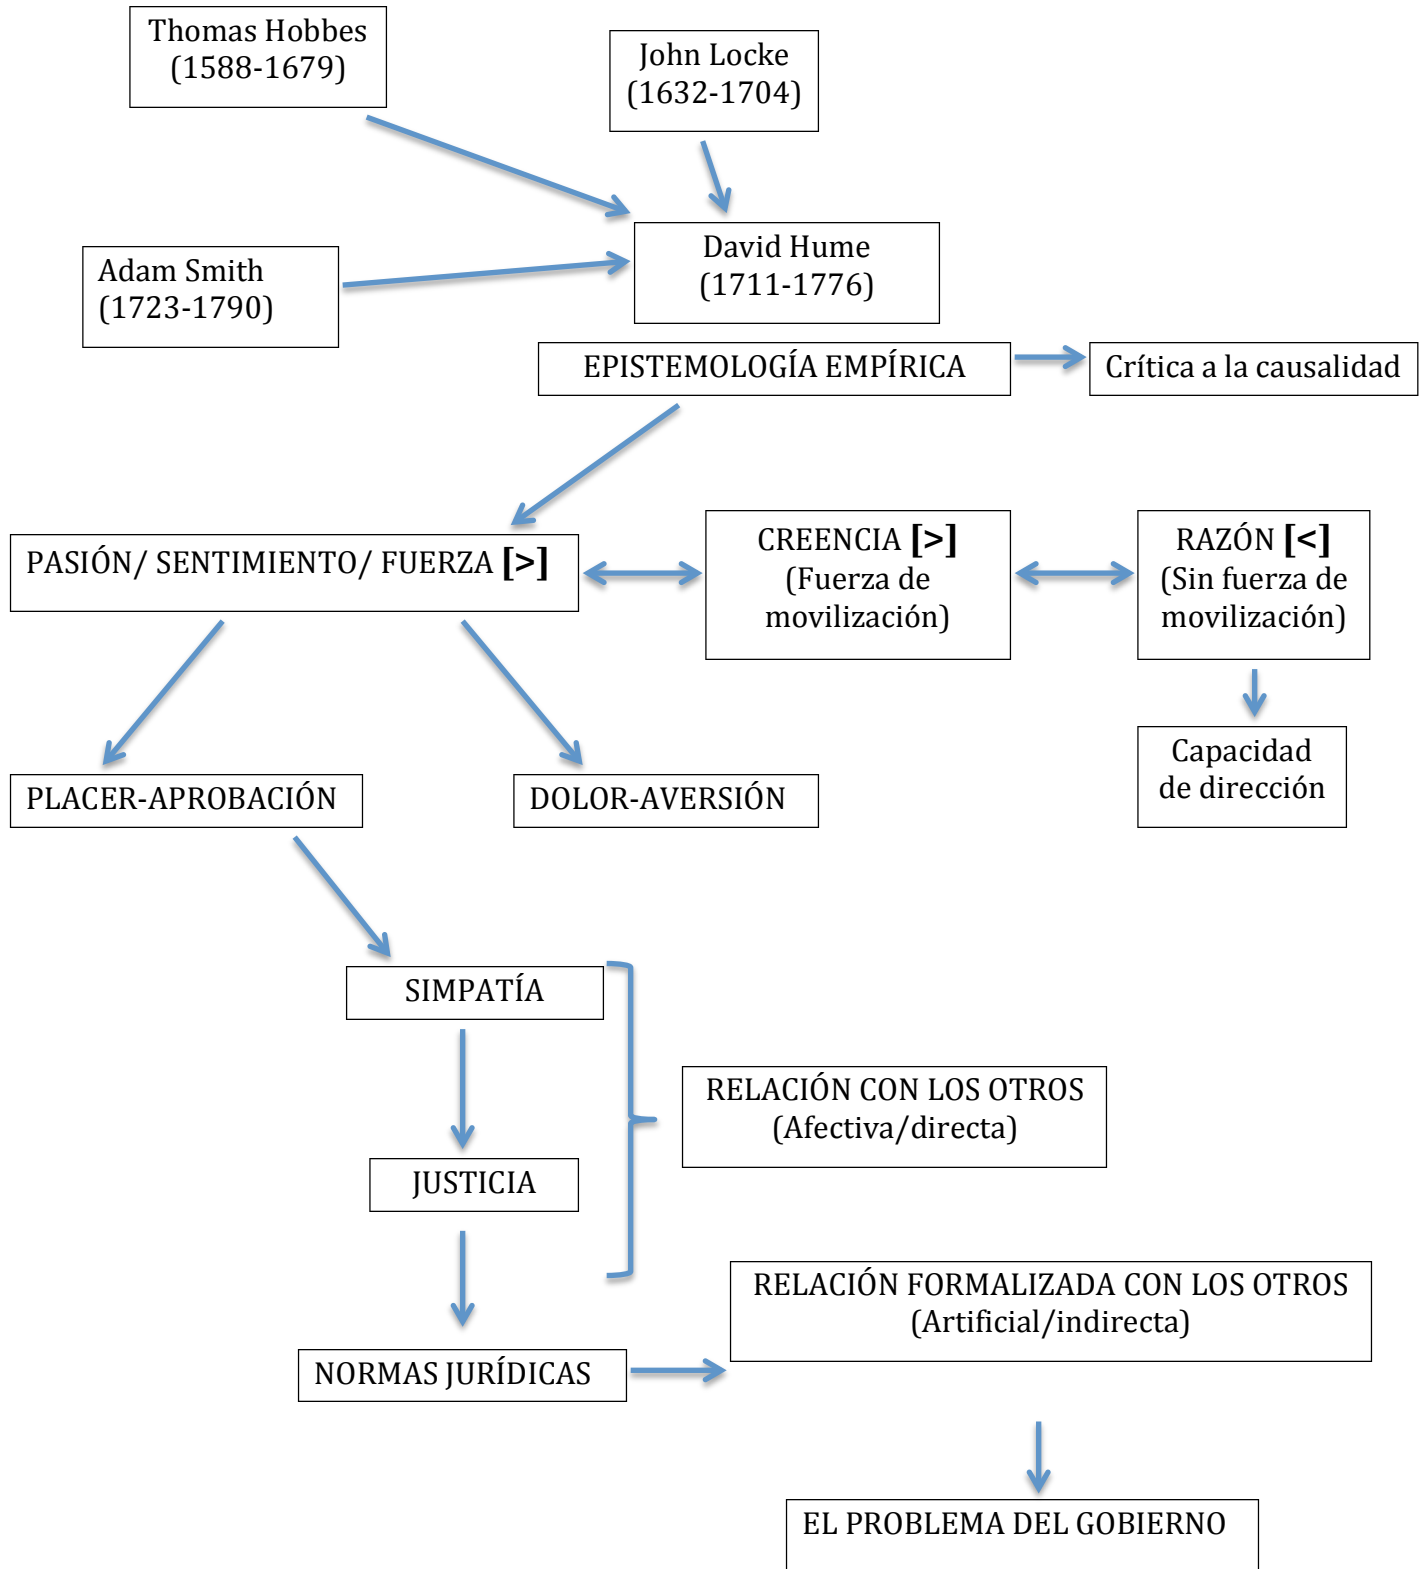 Thomas Hobbes
(1588-1679)
John Locke
(1632-1704)
David Hume
(1711-1776)
Adam Smith
(1723-1790)
EPISTEMOLOGÍA EMPÍRICA
Crítica a la causalidad
PASIÓN/ SENTIMIENTO/ FUERZA [>]
CREENCIA [>]
(Fuerza de
movilización)
RAZÓN [<]
(Sin fuerza de
movilización)
Capacidad
de dirección
PLACER-APROBACIÓN
DOLOR-AVERSIÓN
SIMPATÍA
RELACIÓN CON LOS OTROS
(Afectiva/directa)
JUSTICIA
RELACIÓN FORMALIZADA CON LOS OTROS
(Artificial/indirecta)
NORMAS JURÍDICAS
EL PROBLEMA DEL GOBIERNO